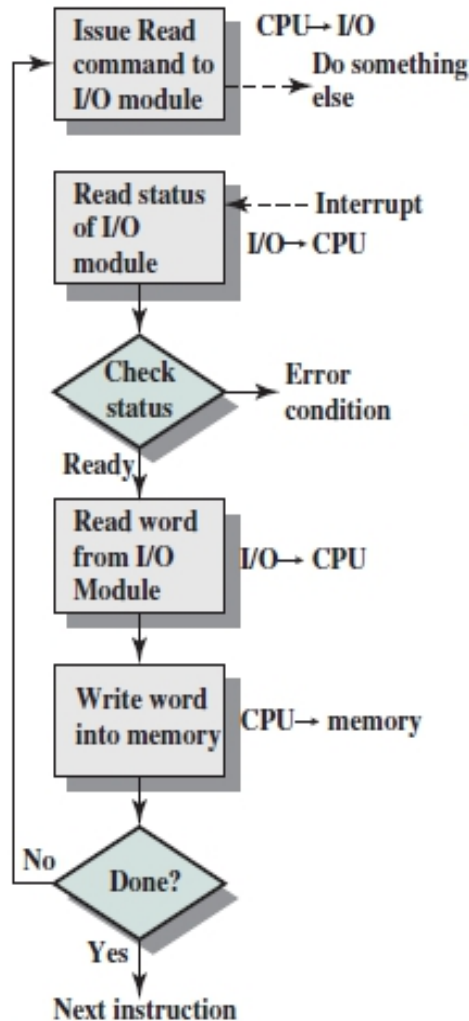 Issue Read
command to
I/O module
CPU→ I/O
Do something
else
Read status
of I/O
module
Interrupt
I/O→ CPU
Check
status
Error
condition
Ready
Read word
from I/O
Module
I/O→ CPU
Write word
into memory
CPU→ memory
No
Done?
Yes
Next instruction